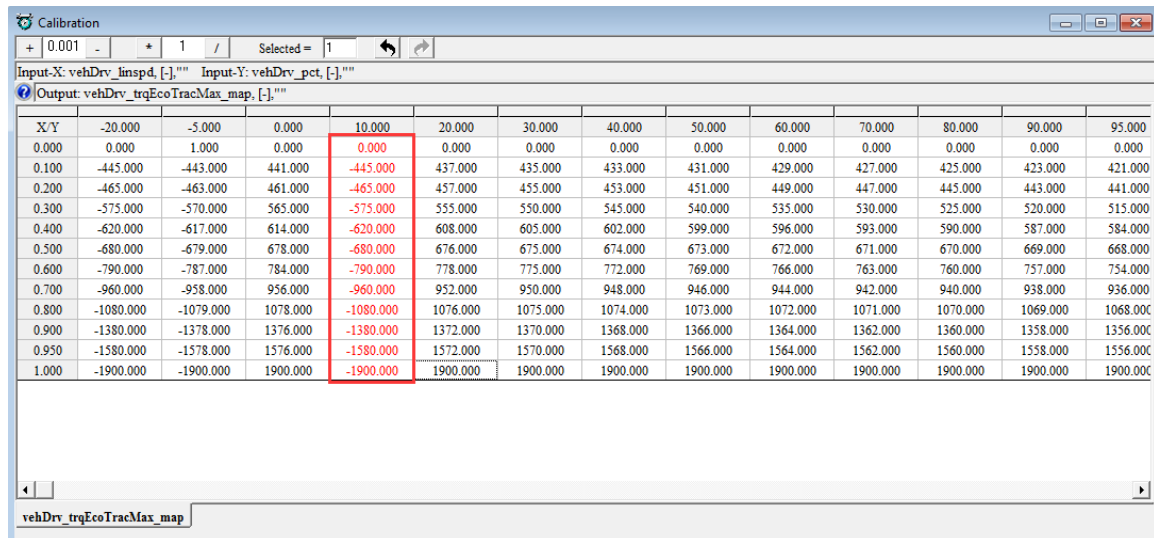 Calibration
+ 0.001 - * 1 / Selected = 1
Input-X: vehDrv_linspd, [-],"" Input-Y: vehDrv_pct, [-],""
? Output: vehDrv_trqEcoTracMax_map, [-],""
X/Y -20.000 -5.000 0.000 10.000 20.000 30.000 40.000 50.000 60.000 70.000 80.000 90.000 95.000
0.000 0.000 1.000 0.000 0.000 0.000 0.000 0.000 0.000 0.000 0.000 0.000 0.000 0.000
0.100 -445.000 -443.000 441.000 -445.000 437.000 435.000 433.000 431.000 429.000 427.000 425.000 423.000 421.000
0.200 -465.000 -463.000 461.000 -465.000 457.000 455.000 453.000 451.000 449.000 447.000 445.000 443.000 441.000
0.300 -575.000 -570.000 565.000 -575.000 555.000 550.000 545.000 540.000 535.000 530.000 525.000 520.000 515.000
0.400 -620.000 -617.000 614.000 -620.000 608.000 605.000 602.000 599.000 596.000 593.000 590.000 587.000 584.000
0.500 -680.000 -679.000 678.000 -680.000 676.000 675.000 674.000 673.000 672.000 671.000 670.000 669.000 668.000
0.600 -790.000 -787.000 784.000 -790.000 778.000 775.000 772.000 769.000 766.000 763.000 760.000 757.000 754.000
0.700 -960.000 -958.000 956.000 -960.000 952.000 950.000 948.000 946.000 944.000 942.000 940.000 938.000 936.000
0.800 -1080.000 -1079.000 1078.000 -1080.000 1076.000 1075.000 1074.000 1073.000 1072.000 1071.000 1070.000 1069.000 1068.000
0.900 -1380.000 -1378.000 1376.000 -1380.000 1372.000 1370.000 1368.000 1366.000 1364.000 1362.000 1360.000 1358.000 1356.000
0.950 -1580.000 -1578.000 1576.000 -1580.000 1572.000 1570.000 1568.000 1566.000 1564.000 1562.000 1560.000 1558.000 1556.000
1.000 -1900.000 -1900.000 1900.000 -1900.000 1900.000 1900.000 1900.000 1900.000 1900.000 1900.000 1900.000 1900.000 1900.000
vehDrv_trqEcoTracMax_map